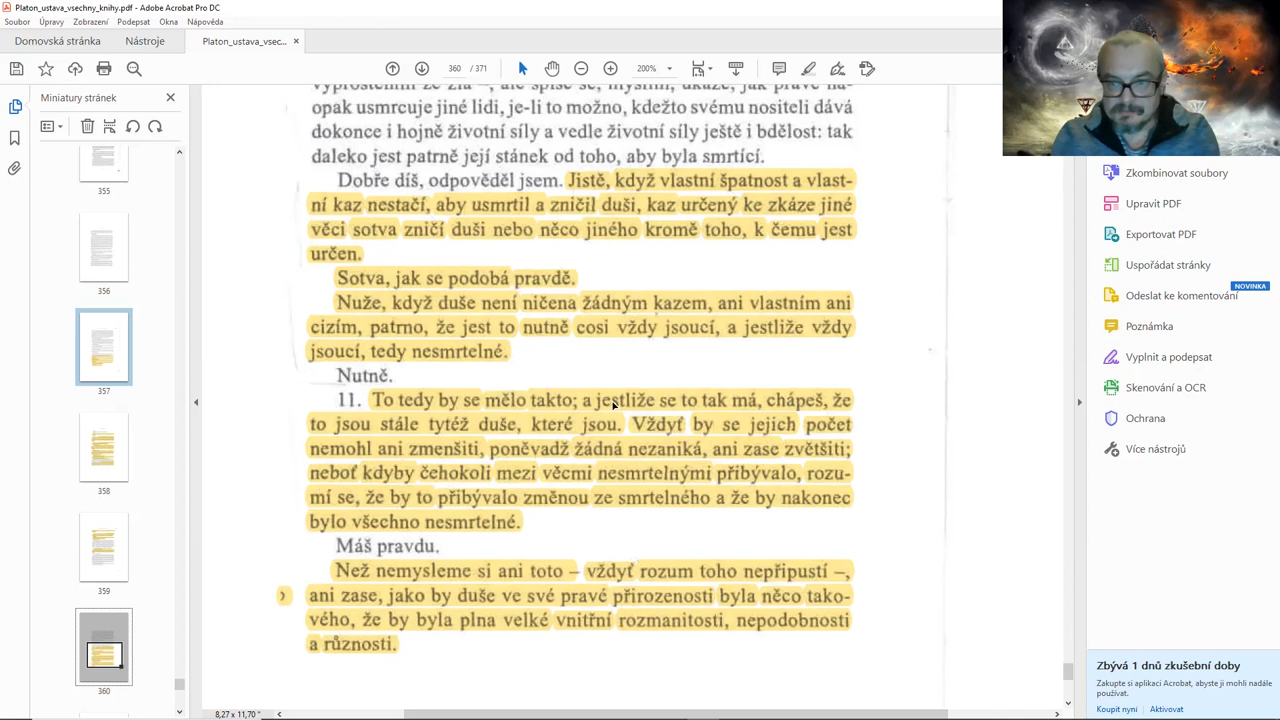 Platon_ustava_vsechny_knihy.pdf - Adobe Acrobat Pro DC
Soubor Úpravy Zobrazení Podepsat Okna Nápověda
Domovská stránka Nástroje Platon_ustava_vsec... ×
360 / 371 200%
Miniatury stránek
355
356
357
358
359
360
opak usmrcuje jiné lidi, je-li to možno, kdežto svému nositeli dává
dokonce i hojně životní síly a vedle životní síly ještě i bdělost: tak
daleko jest patrně její stánek od toho, aby byla smrtící.
Dobře díš, odpověděl jsem. Jistě, když vlastní špatnost a vlast-
ní kaz nestačí, aby usmrtil a zničil duši, kaz určený ke zkáze jiné
věci sotva zničí duši nebo něco jiného kromě toho, k čemu jest
určen.
Sotva, jak se podobá pravdě.
Nuže, když duše není ničena žádným kazem, ani vlastním ani
cizím, patrno, že jest to nutně cosi vždy jsoucí, a jestliže vždy
jsoucí, tedy nesmrtelné.
Nutně.
11. To tedy by se mělo takto; a jestliže se to tak má, chápeš, že
to jsou stále tytéž duše, které jsou. Vždyť by se jejich počet
nemohl ani zmenšiti, poněvadž žádná nezaniká, ani zase zvětšiti;
neboť kdyby čehokoli mezi věcmi nesmrtelnými přibývalo, rozu-
mí se, že by to přibývalo změnou ze smrtelného a že by nakonec
bylo všechno nesmrtelné.
Máš pravdu.
Než nemysleme si ani toto – vždyť rozum toho nepřipustí –,
ani zase, jako by duše ve své pravé přirozenosti byla něco tako-
vého, že by byla plna velké vnitřní rozmanitosti, nepodobnosti
a různosti.
8,27 x 11,70"
Zkombinovat soubory
Upravit PDF
Exportovat PDF
Uspořádat stránky
NOVINKA
Odeslat ke komentování
Poznámka
Vyplnit a podepsat
Skenování a OCR
Ochrana
Více nástrojů
Zbývá 1 dnů zkušební doby
Zakupte si aplikaci Acrobat, abyste ji mohli nadále
používat.
Koupit nyní Aktivovat